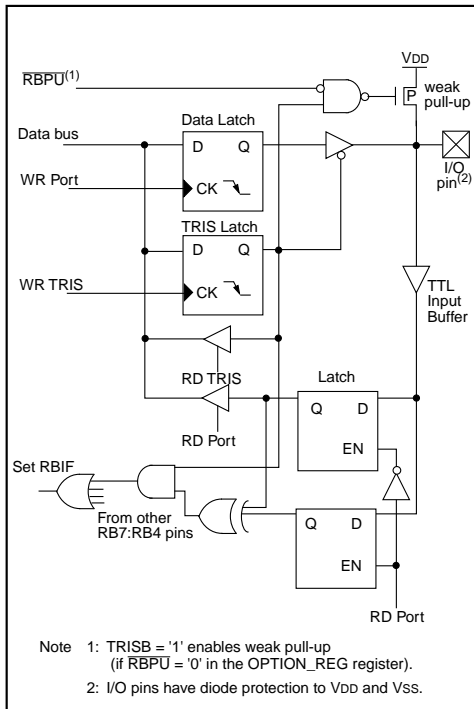 VDD
RBPU(1)
P
weak
pull-up
Data Latch
Data bus
D Q
WR Port
CK
I/O
pin(2)
TRIS Latch
D Q
WR TRIS
CK
TTL
Input
Buffer
RD TRIS
Latch
Q D
RD Port
EN
Set RBIF
From other
RB7:RB4 pins
Q D
EN
RD Port
Note 1: TRISB = '1' enables weak pull-up
(if RBPU = '0' in the OPTION_REG register).
2: I/O pins have diode protection to VDD and VSS.